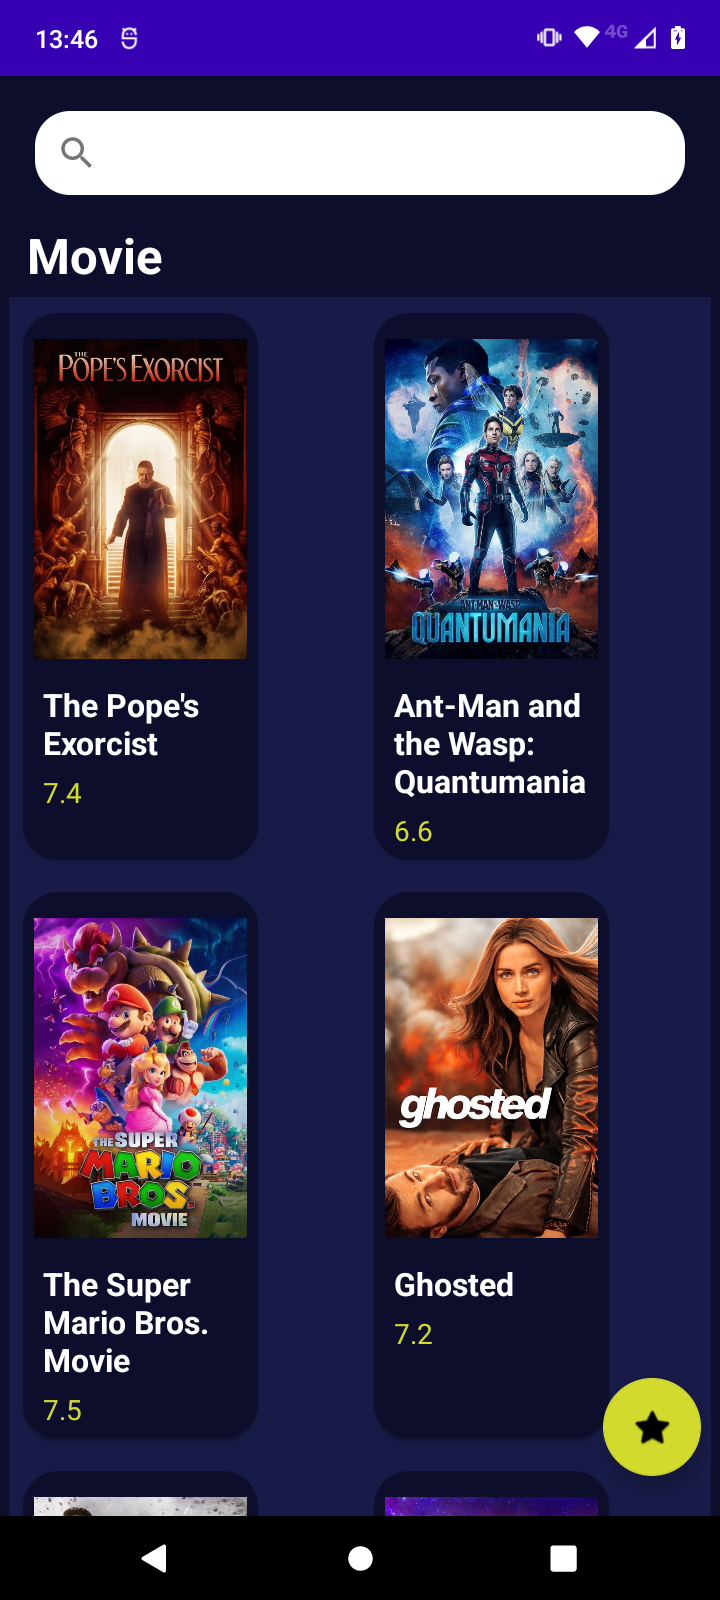 13:46
4G
Movie
THE
POPE'S EXORCIST
ANT-MAN AND THE WASP
QUANTUMANIA
The Pope's
Exorcist
7.4
Ant-Man and
the Wasp:
Quantumania
6.6
THE SUPER
MARIO
BROS.
MOVIE
ghosted
The Super
Mario Bros.
Movie
7.5
Ghosted
7.2